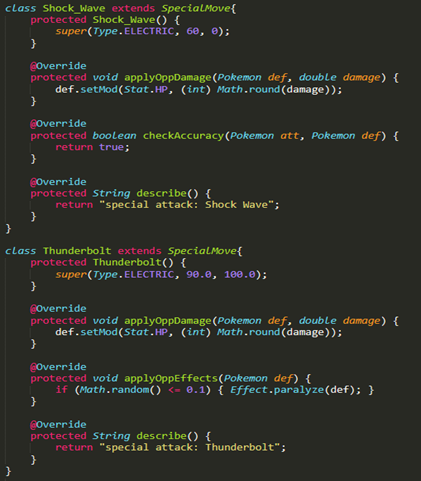 class Shock_Wave extends SpecialMove{
    protected Shock_Wave() {
        super(Type.ELECTRIC, 60, 0);
    }

    @Override
    protected void applyOppDamage(Pokemon def, double damage) {
        def.setMod(Stat.HP, (int) Math.round(damage));
    }

    @Override
    protected boolean checkAccuracy(Pokemon att, Pokemon def) {
        return true;
    }

    @Override
    protected String describe() {
        return "special attack: Shock Wave";
    }
}

class Thunderbolt extends SpecialMove{
    protected Thunderbolt() {
        super(Type.ELECTRIC, 90.0, 100.0);
    }

    @Override
    protected void applyOppDamage(Pokemon def, double damage) {
        def.setMod(Stat.HP, (int) Math.round(damage));
    }

    @Override
    protected void applyOppEffects(Pokemon def) {
        if (Math.random() <= 0.1) { Effect.paralyze(def); }
    }

    @Override
    protected String describe() {
        return "special attack: Thunderbolt";
    }
}